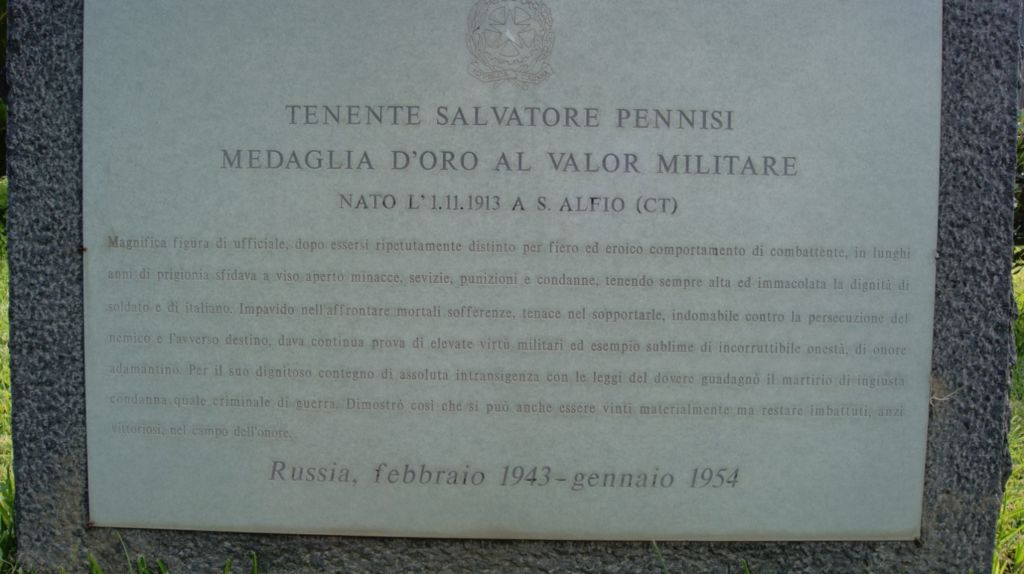 TENENTE SALVATORE PENNISI
MEDAGLIA D'ORO AL VALOR MILITARE
NATO L'1.11.1913 A S. ALFIO (CT)
Magnifica figura di ufficiale, dopo essersi ripetutamente distinto per fiero ed eroico comportamento di combattente, in lunghi
anni di prigionia sfidava a viso aperto minacce, sevizie, punizioni e condanne, tenendo sempre alta ed immacolata la dignità di
soldato e di italiano. Impavido nell'affrontare mortali sofferenze, tenace nel sopportarle, indomabile contro la persecuzione del
nemico e l'avverso destino, dava continua prova di elevate virtù militari ed esempio sublime di incorruttibile onestà, di onore
adamantino. Per il suo dignitoso contegno di assoluta intransigenza con le leggi del dovere guadagnò il martirio di ingiusta
condanna quale criminale di guerra. Dimostrò così che si può anche essere vinti materialmente ma restare imbattuti, anzi
vittoriosi, nel campo dell'onore.
Russia, febbraio 1943-gennaio 1954